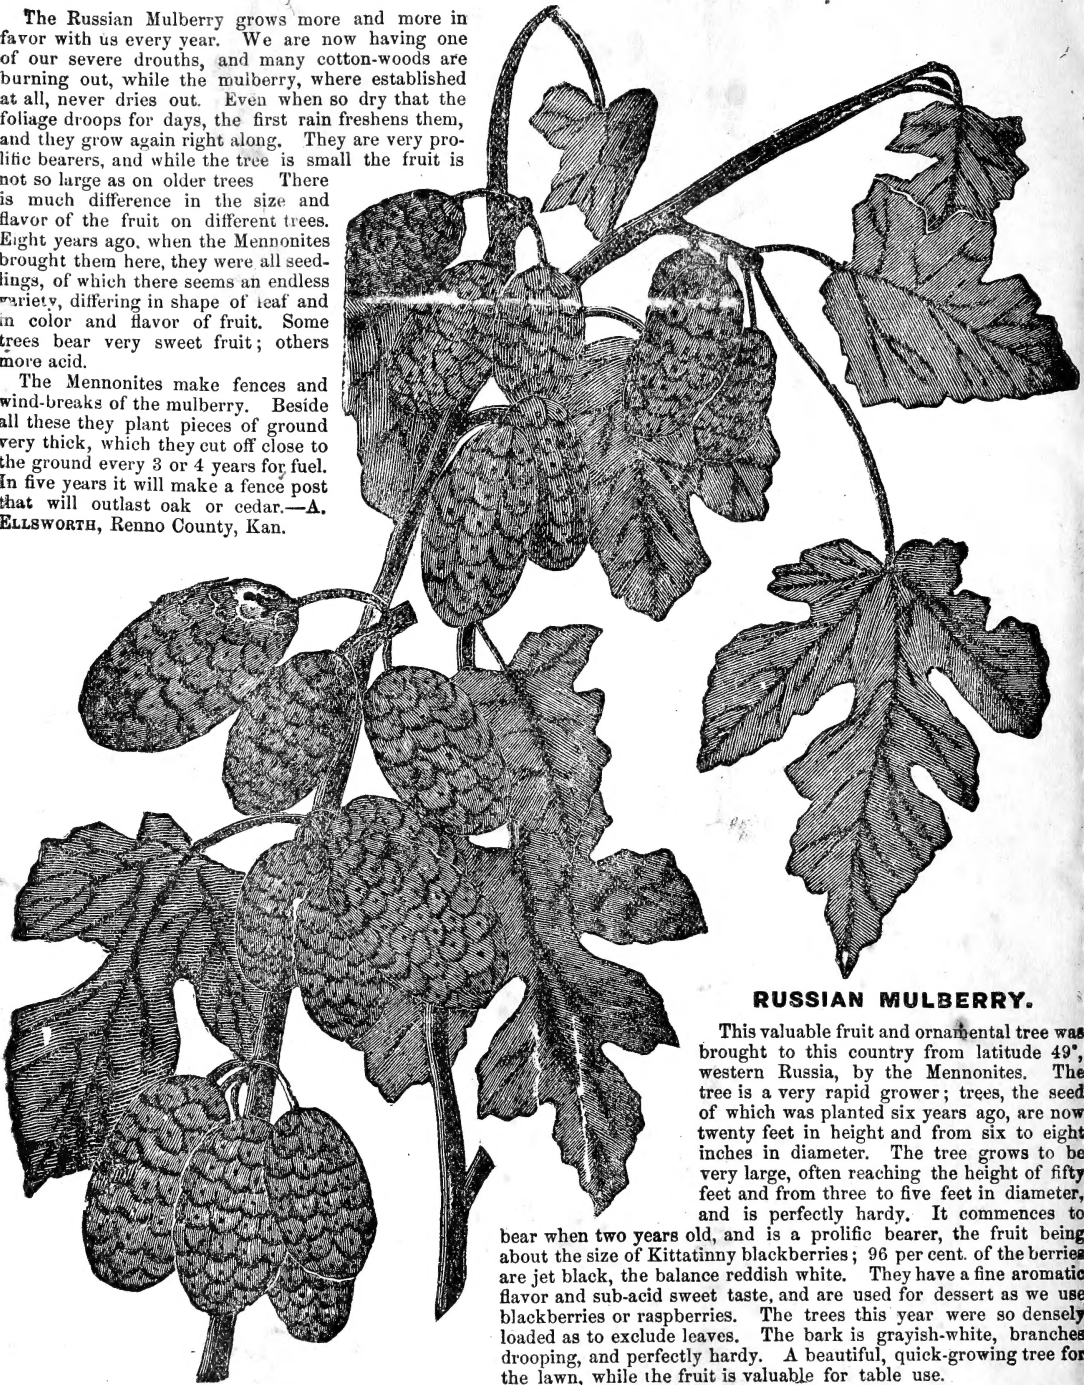 The Russian Mulberry grows more and more in
favor with us every year. We are now having one
of our severe drouths, and many cotton-woods are
burning out, while the mulberry, where established
at all, never dries out. Even when so dry that the
foliage droops for days, the first rain freshens them,
and they grow again right along. They are very pro-
lific bearers, and while the tree is small the fruit is
not so large as on older trees There
is much difference in the size and
flavor of the fruit on different trees.
Eight years ago, when the Mennonites
brought them here, they were all seed-
lings, of which there seems an endless
variety, differing in shape of leaf and
in color and flavor of fruit. Some
trees bear very sweet fruit; others
more acid.
The Mennonites make fences and
wind-breaks of the mulberry. Beside
all these they plant pieces of ground
very thick, which they cut off close to
the ground every 3 or 4 years for fuel.
In five years it will make a fence post
that will outlast oak or cedar.—A.
ELLSWORTH, Renno County, Kan.
RUSSIAN MULBERRY.
This valuable fruit and ornamental tree was
brought to this country from latitude 49°,
western Russia, by the Mennonites. The
tree is a very rapid grower; trees, the seed
of which was planted six years ago, are now
twenty feet in height and from six to eight
inches in diameter. The tree grows to be
very large, often reaching the height of fifty
feet and from three to five feet in diameter,
and is perfectly hardy. It commences to
bear when two years old, and is a prolific bearer, the fruit being
about the size of Kittatinny blackberries; 96 per cent. of the berries
are jet black, the balance reddish white. They have a fine aromatic
flavor and sub-acid sweet taste, and are used for dessert as we use
blackberries or raspberries. The trees this year were so densely
loaded as to exclude leaves. The bark is grayish-white, branches
drooping, and perfectly hardy. A beautiful, quick-growing tree for
the lawn, while the fruit is valuable for table use.